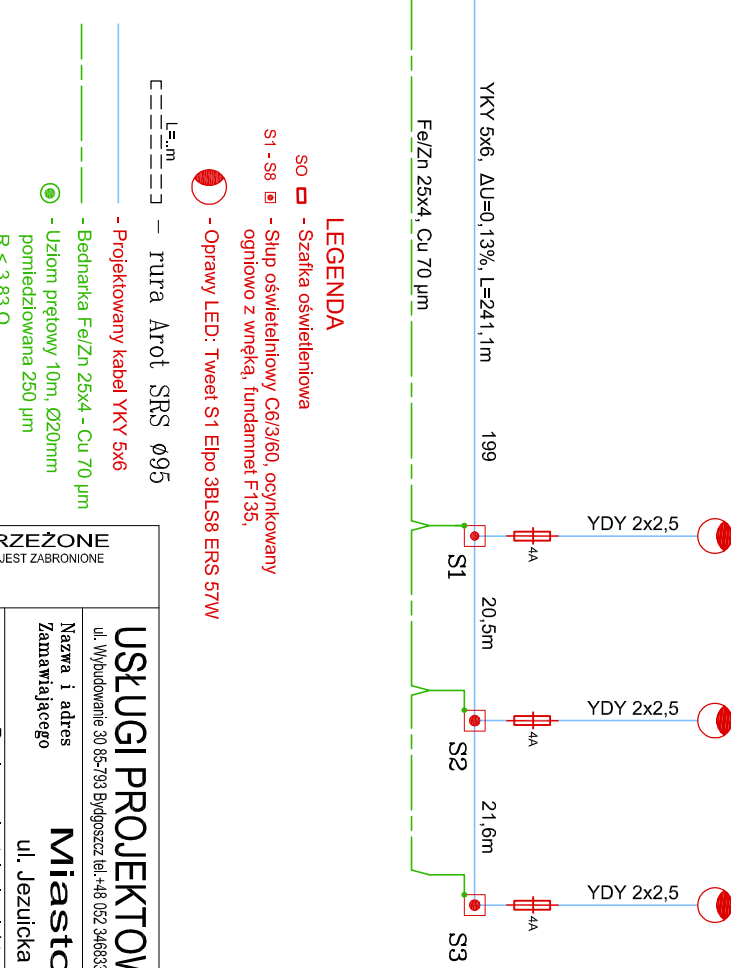 YKY 5x6, ΔU=0,13%, L=241,1m
199
Fe/Zn 25x4, Cu 70 µm
YDY 2x2,5
4A
S1
20,5m
YDY 2x2,5
4A
S2
21,6m
YDY 2x2,5
4A
S3
LEGENDA
SO - Szafka oświetleniowa
S1 - S8 - Słup oświetelniowy C6/3/60, ocynkowany
ogniowo z wnęką, fundamnet F135,
- Oprawy LED: Tweet S1 Elpo 3BLS8 ERS 57W
L=...m
— rura Arot SRS ø95
- Projektowany kabel YKY 5x6
- Bednarka Fe/Zn 25x4 - Cu 70 µm
- Uziom prętowy 10m, Ø20mm
pomiedziowana 250 µm
R ≤ 3,83 Ω
RZEŻONE
JEST ZABRONIONE
USŁUGI PROJEKTOW
ul. Wybudowanie 30 85-793 Bydgoszcz tel.+48 052 346833
Nazwa i adres
Zamawiającego
Miasto
ul. Jezuicka